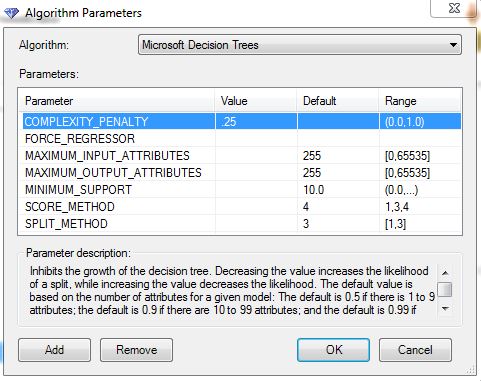 Algorithm Parameters
Algorithm: Microsoft Decision Trees
Parameters:
Parameter Value Default Range
COMPLEXITY_PENALTY .25 (0.0,1.0)
FORCE_REGRESSOR
MAXIMUM_INPUT_ATTRIBUTES 255 [0,65535]
MAXIMUM_OUTPUT_ATTRIBUTES 255 [0,65535]
MINIMUM_SUPPORT 10.0 (0.0,...)
SCORE_METHOD 4 1,3,4
SPLIT_METHOD 3 [1,3]
Parameter description:
Inhibits the growth of the decision tree. Decreasing the value increases the likelihood
of a split, while increasing the value decreases the likelihood. The default value is
based on the number of attributes for a given model: The default is 0.5 if there is 1 to 9
attributes; the default is 0.9 if there are 10 to 99 attributes; and the default is 0.99 if
Add Remove OK Cancel